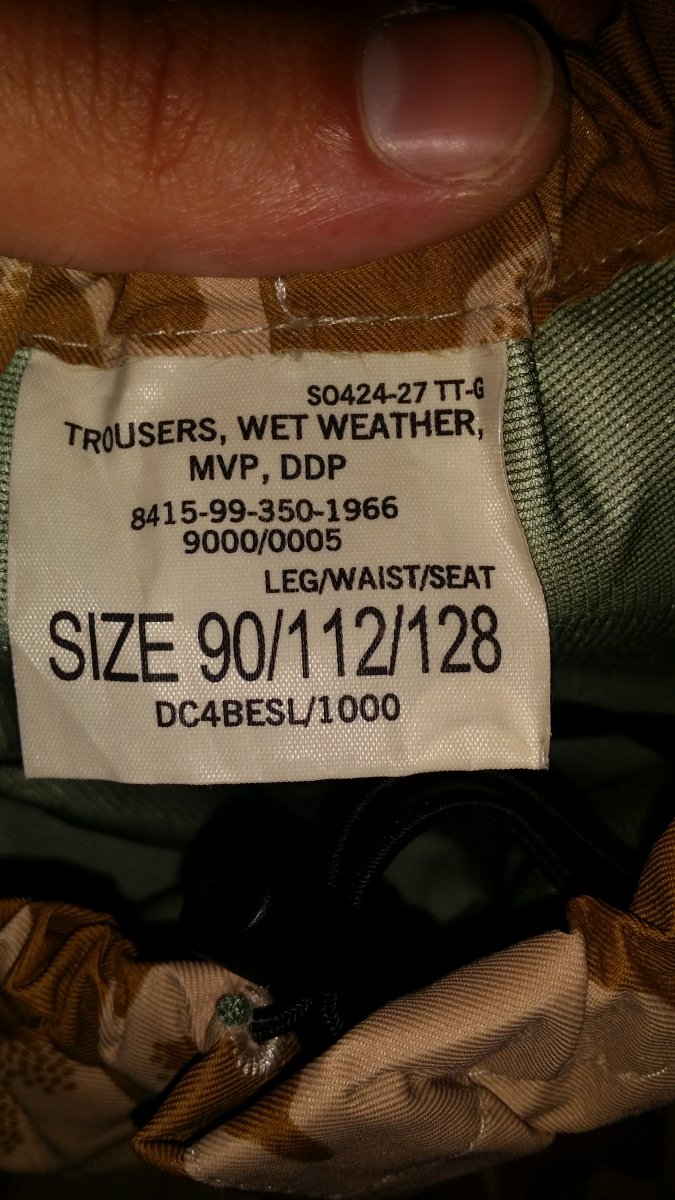 SO424-27 TT-G
TROUSERS, WET WEATHER,
MVP, DDP
8415-99-350-1966
9000/0005
LEG/WAIST/SEAT
SIZE 90/112/128
DC4BESL/1000